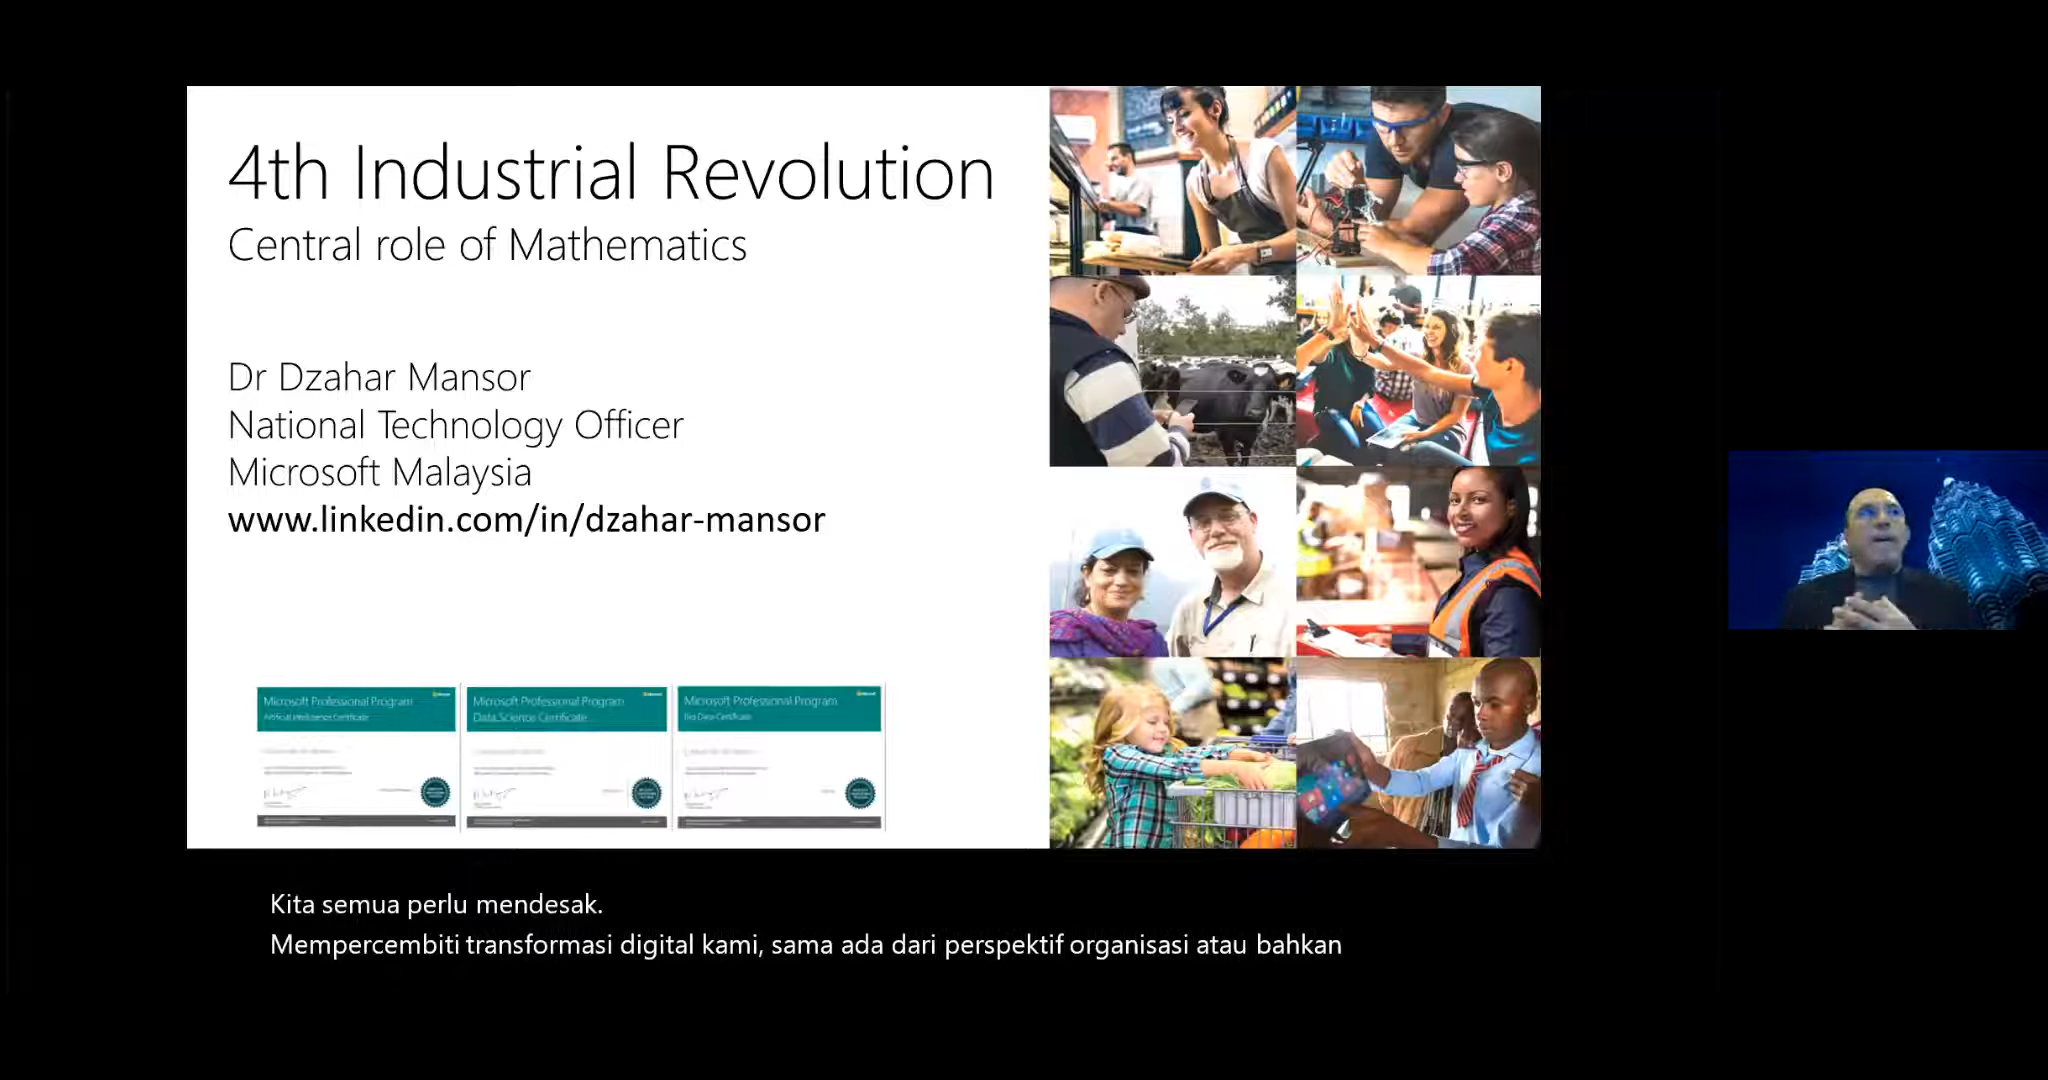 4th Industrial Revolution
Central role of Mathematics
Dr Dzahar Mansor
National Technology Officer
Microsoft Malaysia
www.linkedin.com/in/dzahar-mansor
Microsoft Professional Program
Artificial Intelligence Certificate
Microsoft Professional Program
Data Science Certificate
Microsoft Professional Program
Big Data Certificate
Kita semua perlu mendesak.
Mempercembiti transformasi digital kami, sama ada dari perspektif organisasi atau bahkan